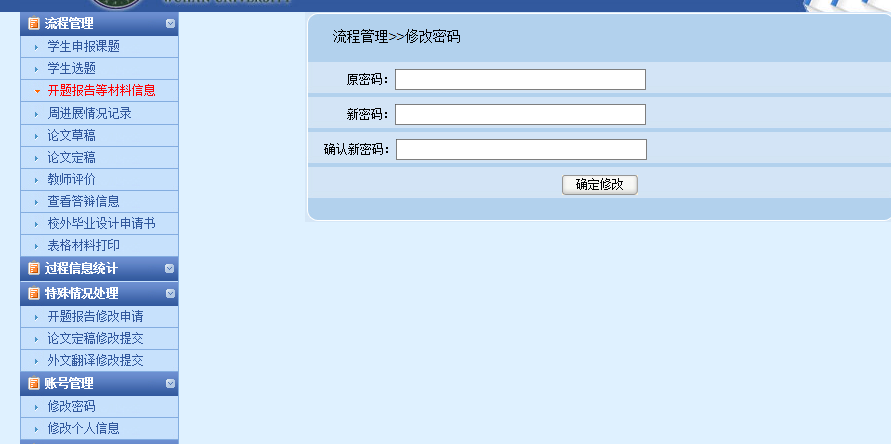 流程管理
学生申报课题
学生选题
开题报告等材料信息
周进展情况记录
论文草稿
论文定稿
教师评价
查看答辩信息
校外毕业设计申请书
表格材料打印
过程信息统计
特殊情况处理
开题报告修改申请
论文定稿修改提交
外文翻译修改提交
账号管理
修改密码
修改个人信息
流程管理>>修改密码
原密码：
新密码：
确认新密码：
确定修改